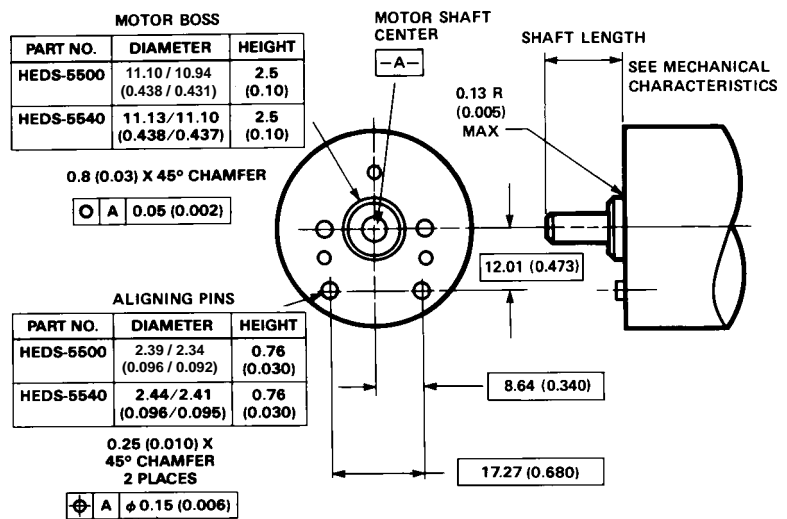 MOTOR BOSS
PART NO. DIAMETER HEIGHT
HEDS-5500 11.10 / 10.94 2.5
(0.438 / 0.431) (0.10)
HEDS-5540 11.13/11.10 2.5
(0.438/0.437) (0.10)
0.8 (0.03) X 45° CHAMFER
A 0.05 (0.002)
MOTOR SHAFT
CENTER
–A–
SHAFT LENGTH
SEE MECHANICAL
CHARACTERISTICS
0.13 R
(0.005)
MAX
12.01 (0.473)
ALIGNING PINS
PART NO. DIAMETER HEIGHT
HEDS-5500 2.39 / 2.34 0.76
(0.096 / 0.092) (0.030)
HEDS-5540 2.44/2.41 0.76
(0.096/0.095) (0.030)
0.25 (0.010) X
45° CHAMFER
2 PLACES
⌖ A ϕ 0.15 (0.006)
8.64 (0.340)
17.27 (0.680)